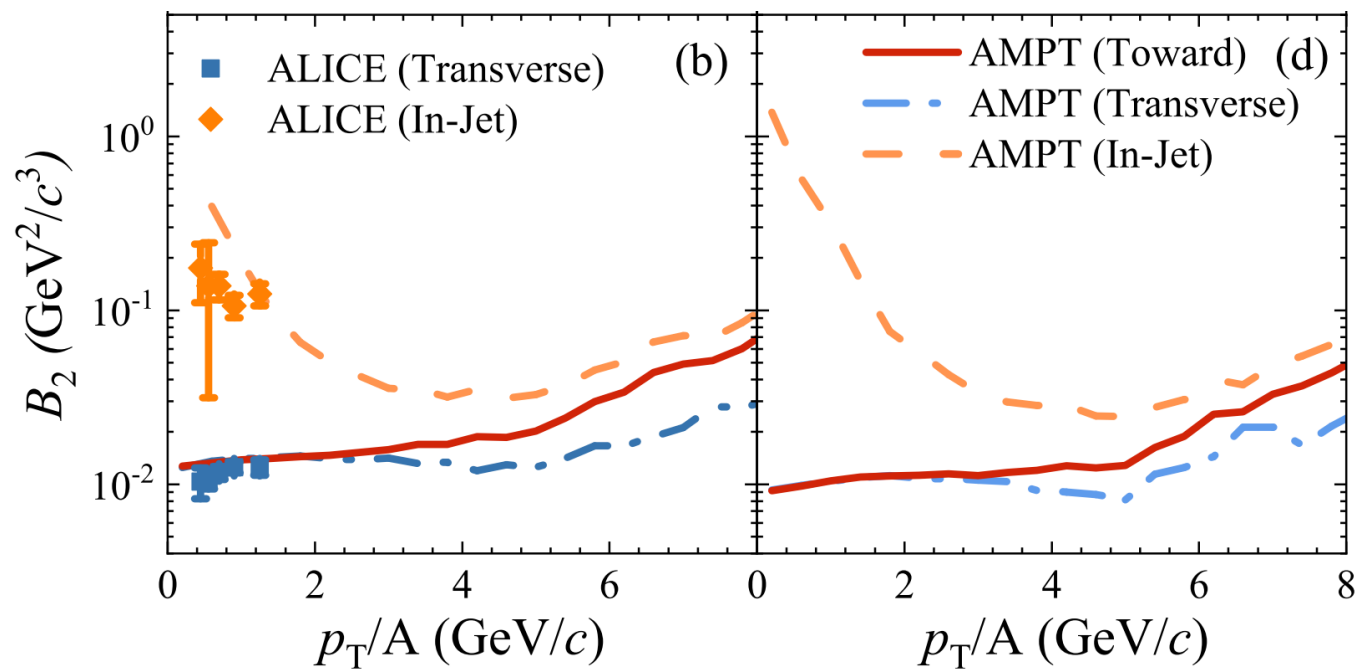 ALICE (Transverse)
ALICE (In-Jet)
(b)
AMPT (Toward)
AMPT (Transverse)
AMPT (In-Jet)
(d)
10^0
10^-1
10^-2
B_2 (GeV^2/c^3)
0 2 4 6 0 2 4 6 8
p_T/A (GeV/c) p_T/A (GeV/c)